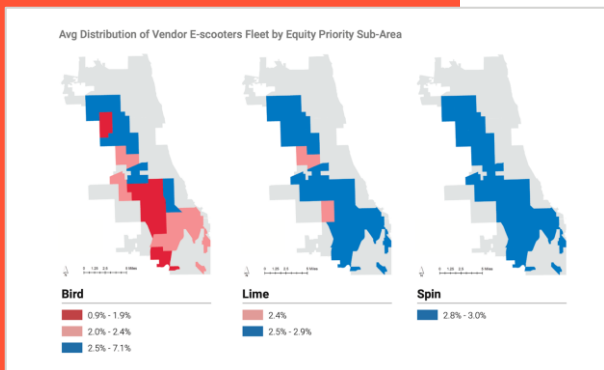 Avg Distribution of Vendor E-scooters Fleet by Equity Priority Sub-Area
Bird
0.9% - 1.9%
2.0% - 2.4%
2.5% - 7.1%
Lime
2.4%
2.5% - 2.9%
Spin
2.8% - 3.0%